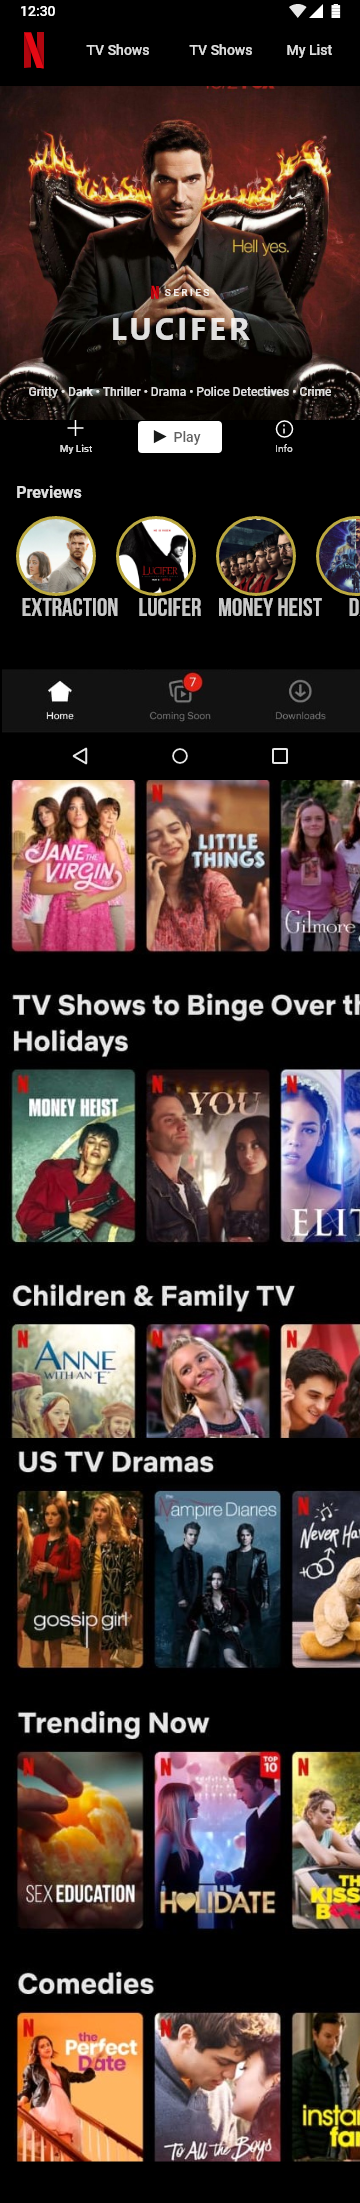 12:30
TV Shows
TV Shows
My List
Hell yes.
SERIES
LUCIFER
Gritty • Dark • Thriller • Drama • Police Detectives • Crime
My List
Play
Info
Previews
LUCIFER
EXTRACTION
LUCIFER
MONEY HEIST
D
7
Home
Coming Soon
Downloads
JANE THE
VIRGIN
LITTLE
THINGS
Gilmore
TV Shows to Binge Over th
Holidays
MONEY HEIST
YOU
ELIT
Children & Family TV
ANNE
WITH AN "E"
US TV Dramas
gossip girl
the
Vampire Diaries
Never Ha
Trending Now
SEX EDUCATION
TOP
10
HOLIDATE
TH
KISS
B
Comedies
the
Perfect
Date
To All the Boys
insta
fa